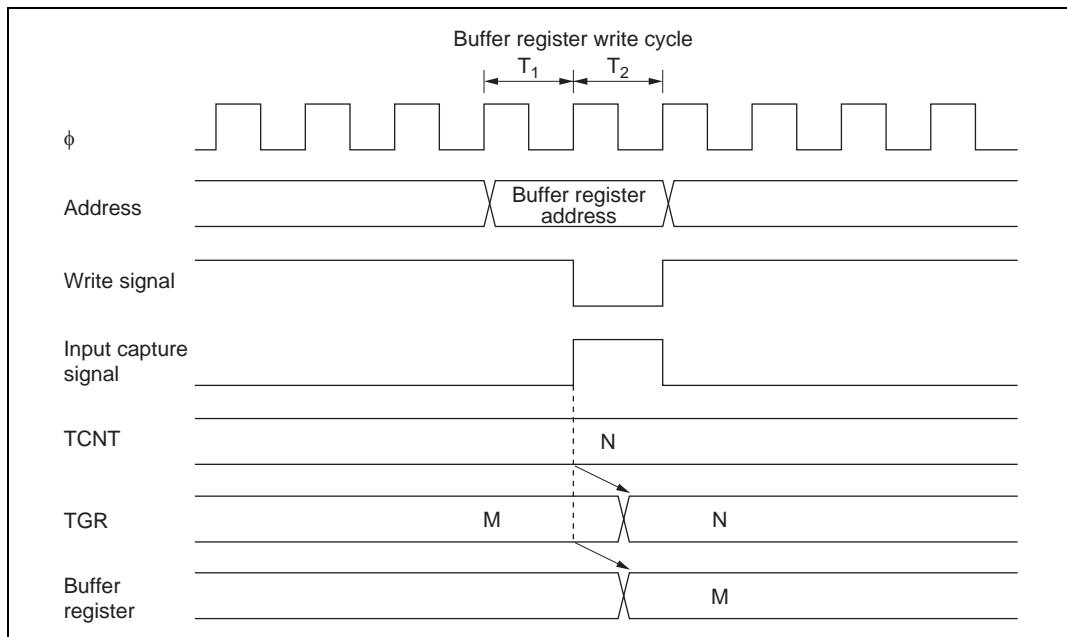 Buffer register write cycle
T1 T2
ϕ
Address
Buffer register
address
Write signal
Input capture
signal
TCNT
N
TGR
M
N
Buffer
register
M